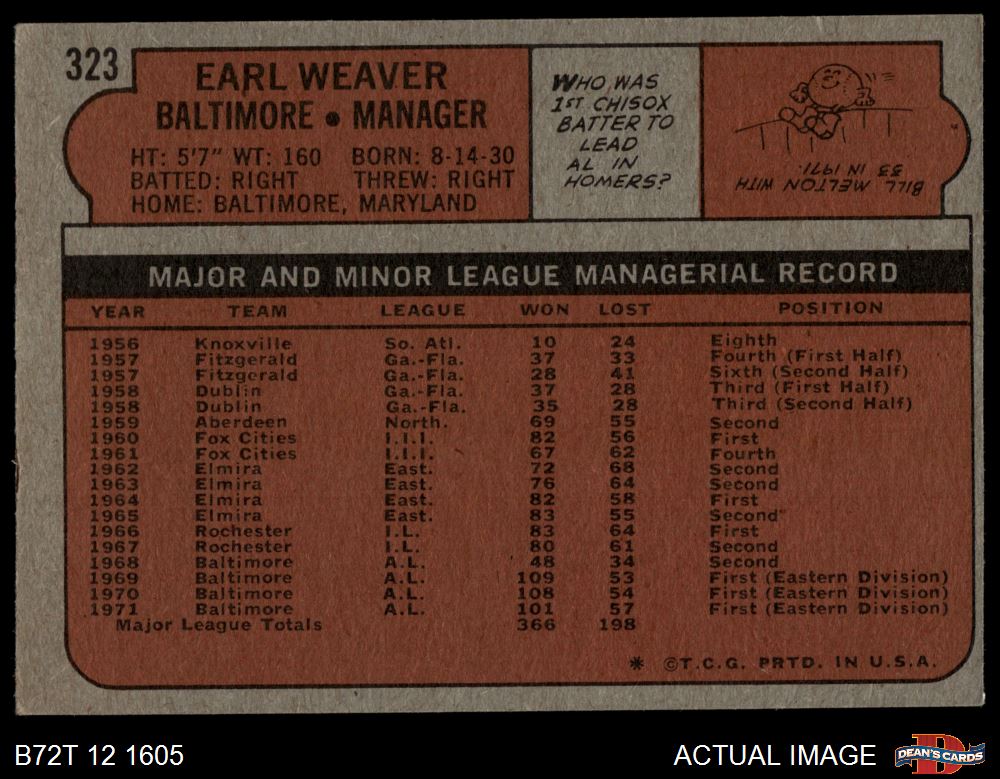 323
EARL WEAVER
BALTIMORE • MANAGER
HT: 5'7" WT: 160 BORN: 8-14-30
BATTED: RIGHT THREW: RIGHT
HOME: BALTIMORE, MARYLAND
WHO WAS
1ST CHISOX
BATTER TO
LEAD
AL IN
HOMERS?
BILL MELTON WITH
33 IN 1971.
MAJOR AND MINOR LEAGUE MANAGERIAL RECORD
YEAR TEAM LEAGUE WON LOST POSITION
1956 Knoxville So. Atl. 10 24 Eighth
1957 Fitzgerald Ga.-Fla. 37 33 Fourth (First Half)
1957 Fitzgerald Ga.-Fla. 28 41 Sixth (Second Half)
1958 Dublin Ga.-Fla. 37 28 Third (First Half)
1958 Dublin Ga.-Fla. 35 28 Third (Second Half)
1959 Aberdeen North. 69 55 Second
1960 Fox Cities I.I.I. 82 56 First
1961 Fox Cities I.I.I. 67 62 Fourth
1962 Elmira East. 72 68 Second
1963 Elmira East. 76 64 Second
1964 Elmira East. 82 58 First
1965 Elmira East. 83 55 Second
1966 Rochester I.L. 83 64 First
1967 Rochester I.L. 80 61 Second
1968 Baltimore A.L. 48 34 Second
1969 Baltimore A.L. 109 53 First (Eastern Division)
1970 Baltimore A.L. 108 54 First (Eastern Division)
1971 Baltimore A.L. 101 57 First (Eastern Division)
Major League Totals 366 198
* ©T.C.G. PRTD. IN U.S.A.
B72T 12 1605 ACTUAL IMAGE DEAN'S CARDS